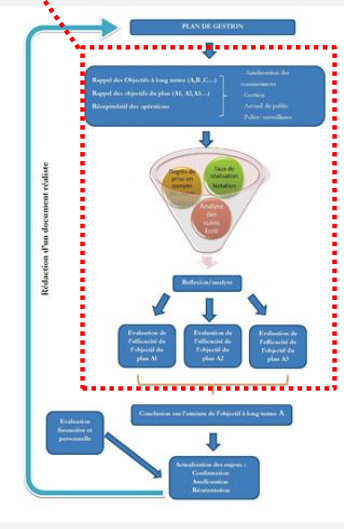 PLAN DE GESTION
Rappel des Objectifs à long terme (A,B ,C…)
Rappel des objectifs du plan (A1, A2,A3…)
Récapitulatif des opérations
- Amélioration des
connaissances
- Gestion
- Accueil du public
- Police/surveillance
Degrés de
prise en
compte
Taux de
réalisation
Notation
Analyse
des
suivis
Ecrit
Reflexion/analyse
Evaluation de
l'efficacité de
l'objectif du
plan A1
Evaluation de
l'efficacité de
l'objectif du
plan A2
Evaluation de
l'efficacité de
l'objectif du
plan A3
Conclusion sur l'atteinte de l'objectif à long terme A
Evaluation
financière et
personnelle
Actualisation des enjeux :
- Confirmation
- Amélioration
- Réorientation
Rédaction d'un document réaliste